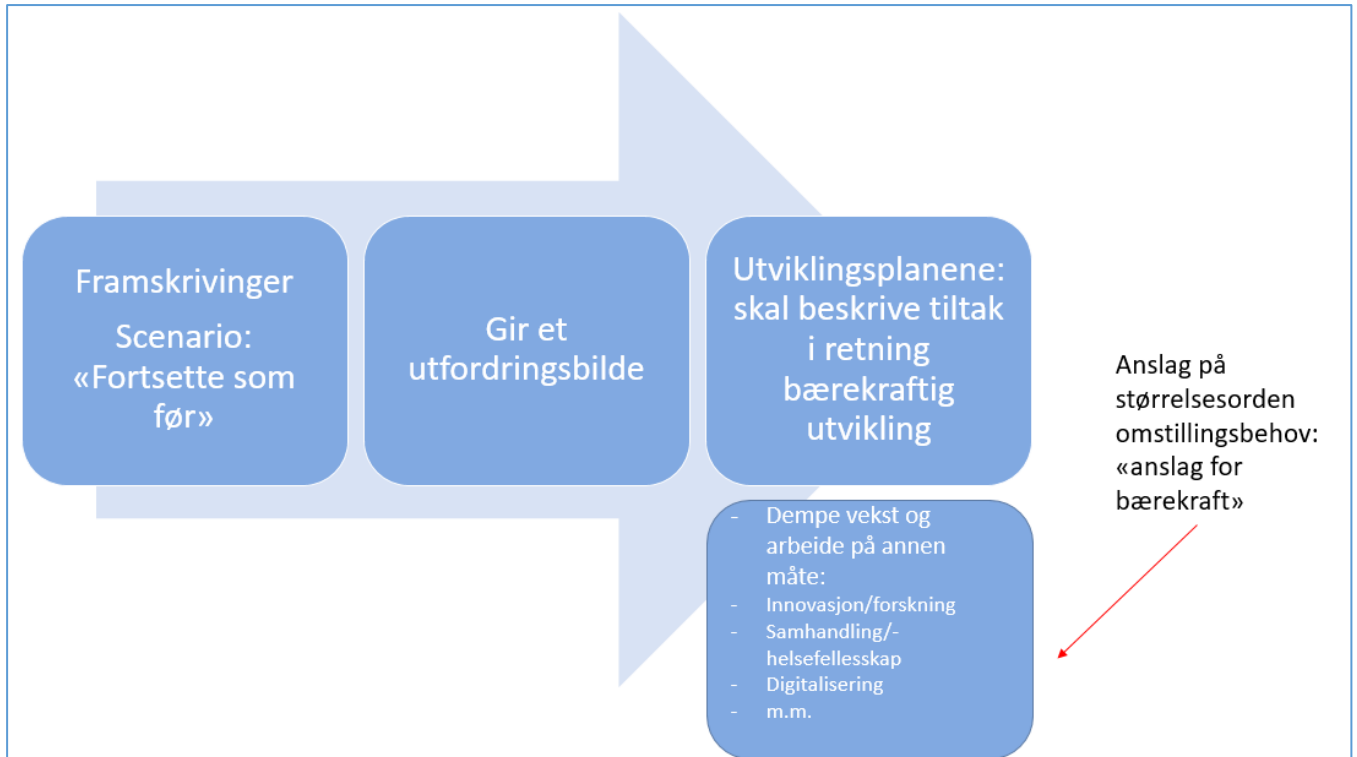 Framskrivinger
Scenario:
«Fortsette som
før»
Gir et
utfordringsbilde
Utviklingsplanene:
skal beskrive tiltak
i retning
bærekraftig
utvikling
- Dempe vekst og
arbeide på annen
måte:
- Innovasjon/forskning
- Samhandling/-
helsefellesskap
- Digitalisering
- m.m.
Anslag på
størrelsesorden
omstillingsbehov:
«anslag for
bærekraft»